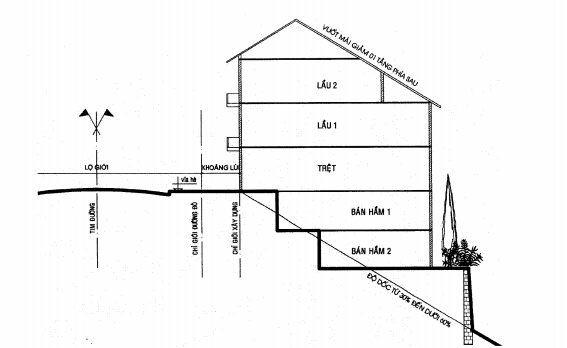 VUỐT MÁI GIẢM 01 TẦNG PHÍA SAU
LẦU 2
LẦU 1
LỘ GIỚI
KHOẢNG LÙI
TRỆT
vỉa hè
TIM ĐƯỜNG
CHỈ GIỚI ĐƯỜNG ĐỎ
CHỈ GIỚI XÂY DỰNG
BÁN HẦM 1
BÁN HẦM 2
ĐỘ DỐC TỪ 30% ĐẾN DƯỚI 60%